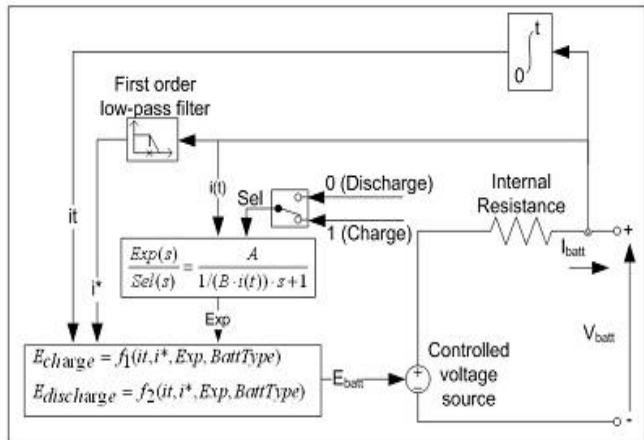 t
∫
0
First order
low-pass filter
0 (Discharge)
i(t)
Sel
1 (Charge)
Internal
Resistance
it
i*
Exp(s)/Sel(s) = A/(1/(B·i(t))·s+1)
Exp
+
I_batt
V_batt
E_charge = f_1(it, i*, Exp, BattType)
E_discharge = f_2(it, i*, Exp, BattType)
E_batt
+
-
Controlled
voltage
source
-